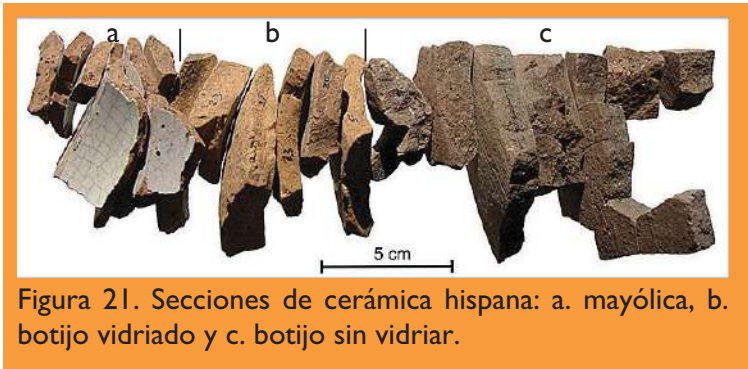 a b c
5 cm
Figura 21. Secciones de cerámica hispana: a. mayólica, b.
botijo vidriado y c. botijo sin vidriar.